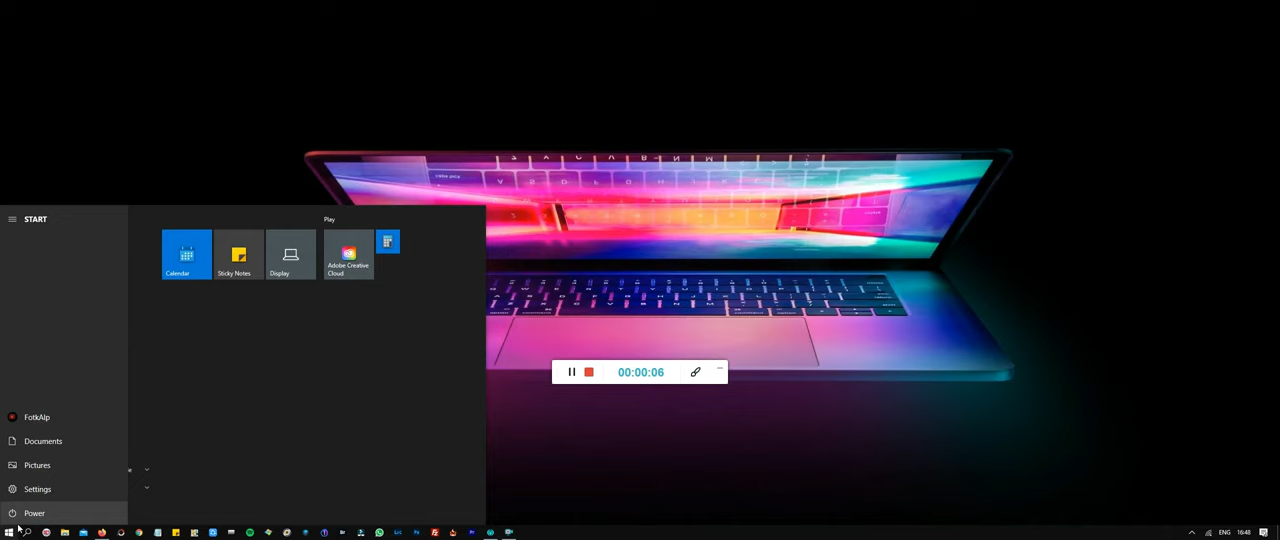 START
Play
Calendar
Sticky Notes
Display
Adobe Creative
Cloud
00:00:06
FotkAlp
Documents
Pictures
Settings
Power
ENG
16:48